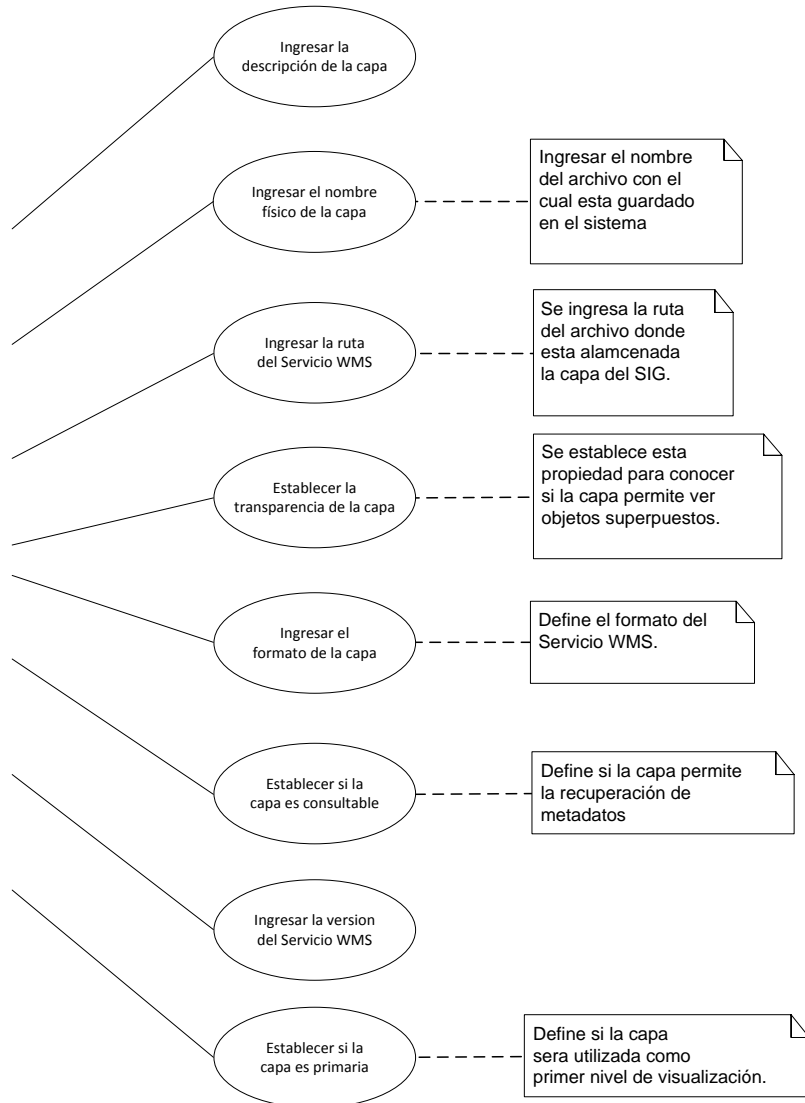 Ingresar la
descripción de la capa
Ingresar el nombre
físico de la capa
Ingresar el nombre
del archivo con el
cual esta guardado
en el sistema
Ingresar la ruta
del Servicio WMS
Se ingresa la ruta
del archivo donde
esta alamcenada
la capa del SIG.
Establecer la
transparencia de la capa
Se establece esta
propiedad para conocer
si la capa permite ver
objetos superpuestos.
Ingresar el
formato de la capa
Define el formato del
Servicio WMS.
Establecer si la
capa es consultable
Define si la capa permite
la recuperación de
metadatos
Ingresar la version
del Servicio WMS
Establecer si la
capa es primaria
Define si la capa
sera utilizada como
primer nivel de visualización.